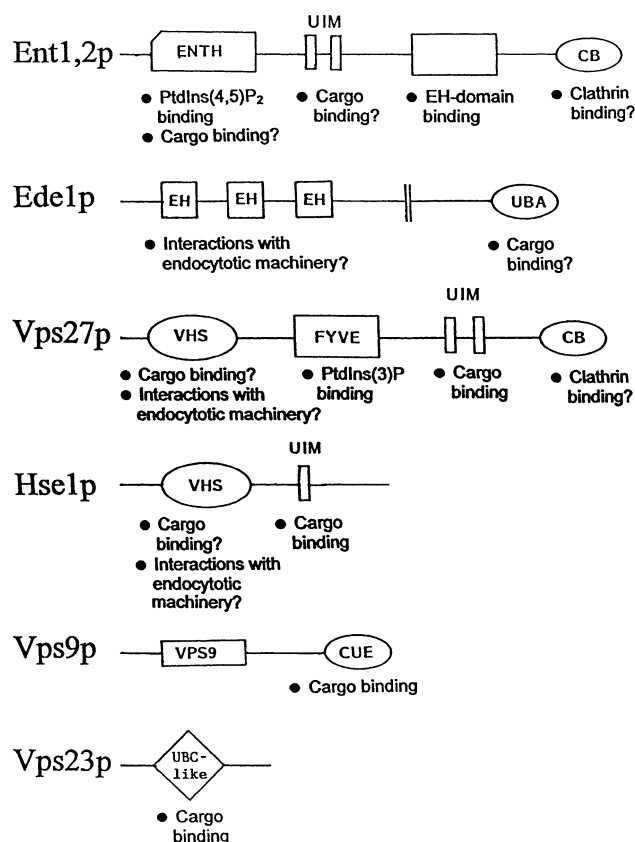 UIM
Ent1,2p
ENTH
CB
● PtdIns(4,5)P₂
binding
● Cargo binding?
● Cargo
binding?
● EH-domain
binding
● Clathrin
binding?
Ede1p
EH
EH
EH
UBA
● Interactions with
endocytotic machinery?
● Cargo
binding?
UIM
Vps27p
VHS
FYVE
CB
● Cargo binding?
● Interactions with
endocytotic machinery?
● PtdIns(3)P
binding
● Cargo
binding
● Clathrin
binding?
UIM
Hse1p
VHS
● Cargo
binding?
● Interactions with
endocytotic
machinery?
● Cargo
binding
Vps9p
VPS9
CUE
● Cargo binding
Vps23p
UBC-
like
● Cargo
binding